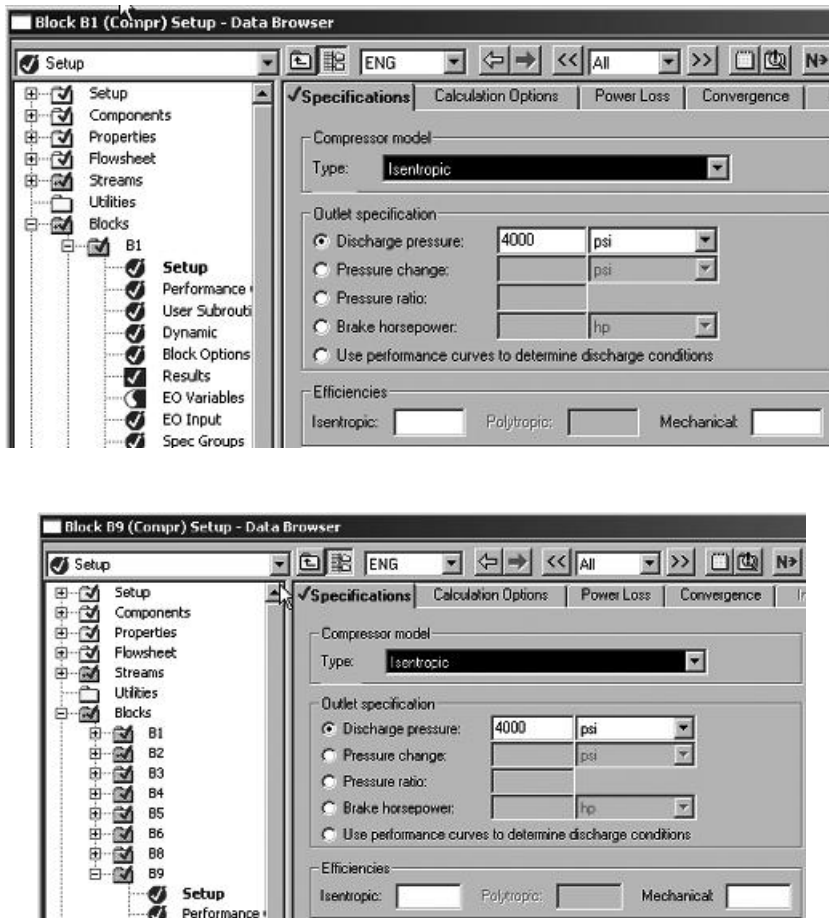 Block B1 (Compr) Setup - Data Browser
Setup ENG << All >> N>
Setup
Components
Properties
Flowsheet
Streams
Utilities
Blocks
B1
Setup
Performance
User Subrouti
Dynamic
Block Options
Results
EO Variables
EO Input
Spec Groups
Specifications Calculation Options Power Loss Convergence
Compressor model
Type: Isentropic
Outlet specification
Discharge pressure: 4000 psi
Pressure change: psi
Pressure ratio:
Brake horsepower: hp
Use performance curves to determine discharge conditions
Efficiencies
Isentropic: Polytropic: Mechanical:
Block B9 (Compr) Setup - Data Browser
Setup ENG << All >> N>
Setup
Components
Properties
Flowsheet
Streams
Utilities
Blocks
B1
B2
B3
B4
B5
B6
B8
B9
Setup
Performance
Specifications Calculation Options Power Loss Convergence
Compressor model
Type: Isentropic
Outlet specification
Discharge pressure: 4000 psi
Pressure change: psi
Pressure ratio:
Brake horsepower: hp
Use performance curves to determine discharge conditions
Efficiencies
Isentropic: Polytropic: Mechanical: